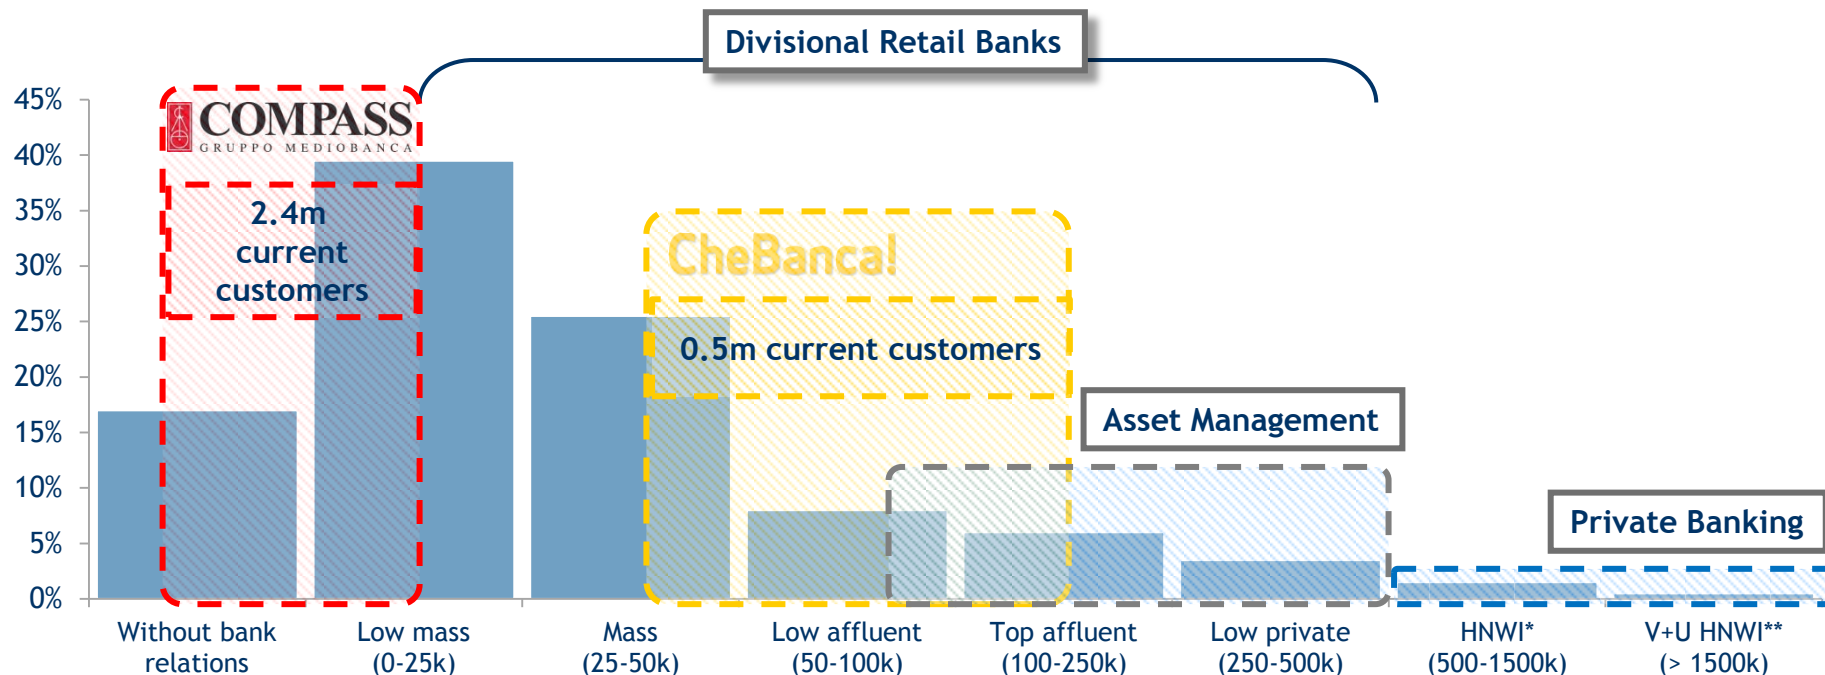 Divisional Retail Banks
45%
40%
35%
30%
25%
20%
15%
10%
5%
0%
COMPASS
GRUPPO MEDIOBANCA
2.4m
current
customers
CheBanca!
0.5m current customers
Asset Management
Private Banking
Without bank
relations
Low mass
(0-25k)
Mass
(25-50k)
Low affluent
(50-100k)
Top affluent
(100-250k)
Low private
(250-500k)
HNWI*
(500-1500k)
V+U HNWI**
(> 1500k)